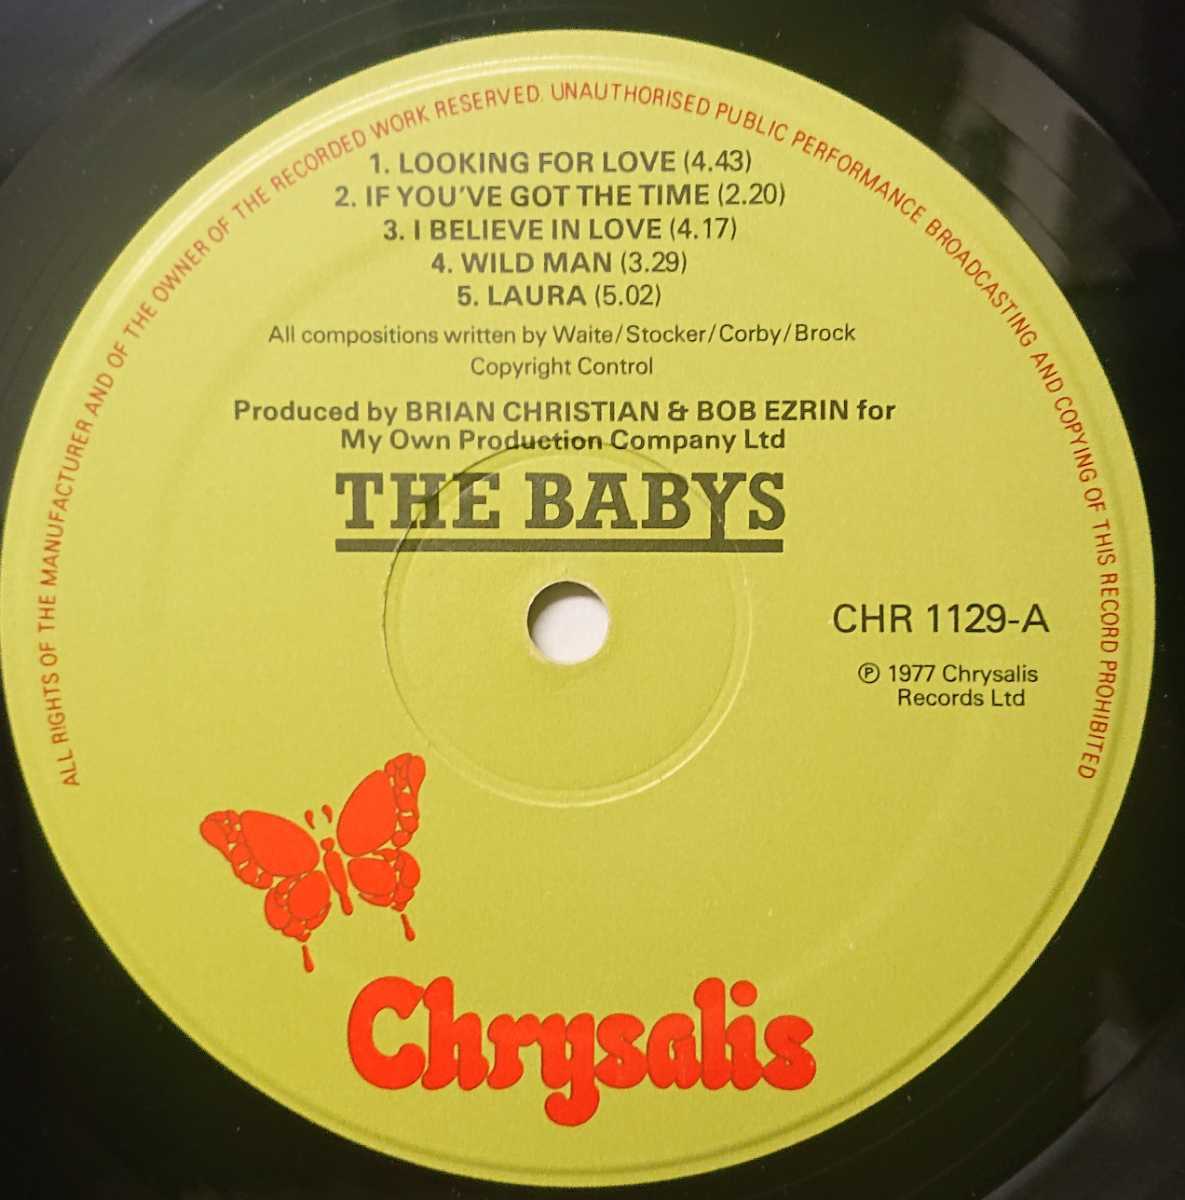 ALL RIGHTS OF THE MANUFACTURER AND OF THE OWNER OF THE RECORDED WORK RESERVED. UNAUTHORISED PUBLIC PERFORMANCE BROADCASTING AND COPYING OF THIS RECORD PROHIBITED
1. LOOKING FOR LOVE (4.43)
2. IF YOU'VE GOT THE TIME (2.20)
3. I BELIEVE IN LOVE (4.17)
4. WILD MAN (3.29)
5. LAURA (5.02)
All compositions written by Waite/Stocker/Corby/Brock
Copyright Control
Produced by BRIAN CHRISTIAN & BOB EZRIN for
My Own Production Company Ltd
THE BABYS
CHR 1129-A
℗ 1977 Chrysalis
Records Ltd
Chrysalis